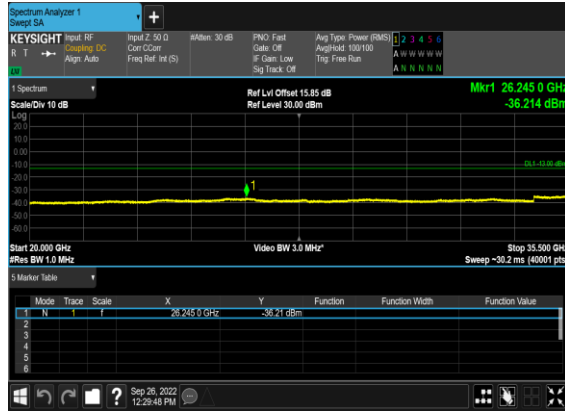 Spectrum Analyzer 1
Swept SA
+
KEYSIGHT Input: RF Input Z: 50 Ω #Atten: 30 dB PNO: Fast Avg Type: Power (RMS) 1 2 3 4 5 6
R T Coupling: DC Corr CCorr Gate: Off Avg|Hold: 100/100 A W W W W W
Align: Auto Freq Ref: Int (S) IF Gain: Low Trig: Free Run
Sig Track: Off A N N N N N
1 Spectrum Ref Lvl Offset 15.85 dB Mkr1 26.245 0 GHz
Scale/Div 10 dB Ref Level 30.00 dBm -36.214 dBm
Log
20.0
10.0
0.00
-10.0 DL1 -13.00 dBm
-20.0
-30.0 1
-40.0
-50.0
-60.0
Start 20.000 GHz Video BW 3.0 MHz* Stop 35.500 GHz
#Res BW 1.0 MHz Sweep ~30.2 ms (40001 pts
5 Marker Table
Mode Trace Scale X Y Function Function Width Function Value
1 N 1 f 26.245 0 GHz -36.21 dBm
2
3
4
5
6
? Sep 26, 2022
12:29:48 PM